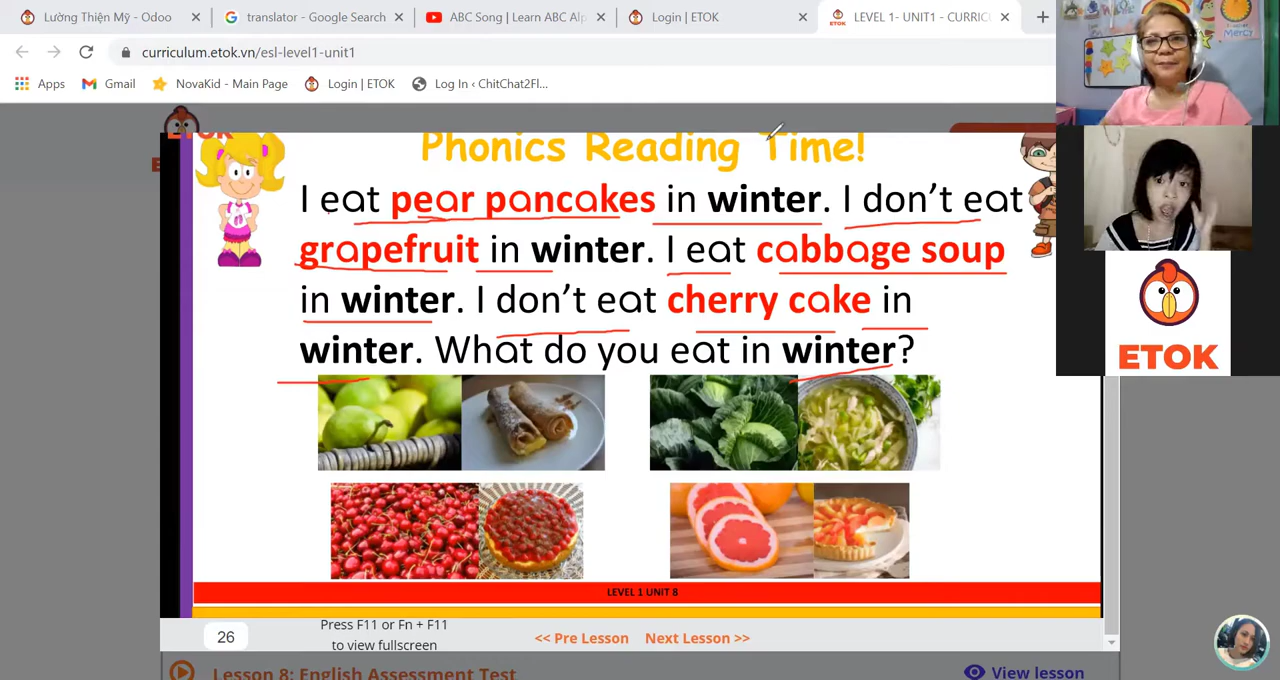 Lường Thiện Mỹ - Odoo
translator - Google Search
ABC Song | Learn ABC Al
Login | ETOK
LEVEL 1- UNIT1 - CURRIC
curriculum.etok.vn/esl-level1-unit1
Apps
Gmail
NovaKid - Main Page
Login | ETOK
Log In ‹ ChitChat2Fl...
Mercy
ETOK
Phonics Reading Time!
I eat pear pancakes in winter. I don't eat
grapefruit in winter. I eat cabbage soup
in winter. I don't eat cherry cake in
winter. What do you eat in winter?
ETOK
LEVEL 1 UNIT 8
26
Press F11 or Fn + F11
to view fullscreen
<< Pre Lesson
Next Lesson >>
Lesson 8: English Assessment Test
View lesson